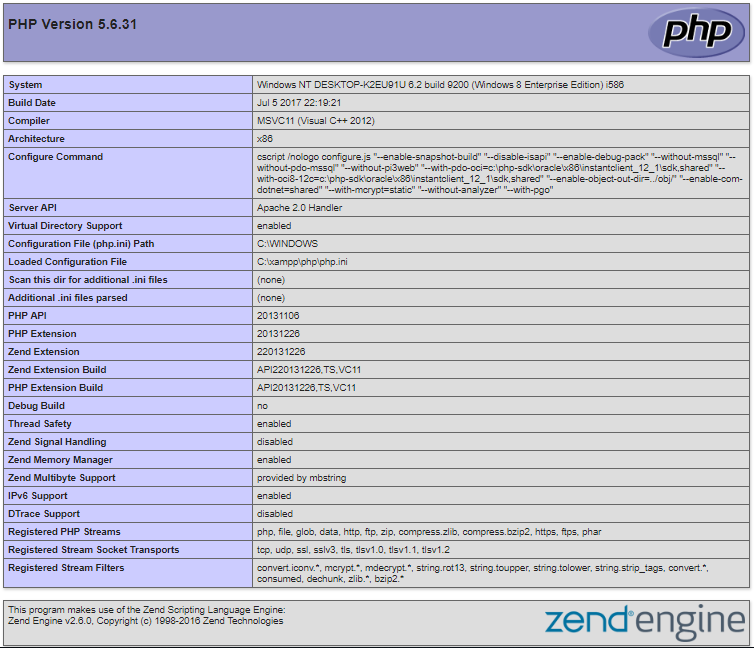 PHP Version 5.6.31
php
System Windows NT DESKTOP-K2EU91U 6.2 build 9200 (Windows 8 Enterprise Edition) i586
Build Date Jul 5 2017 22:19:21
Compiler MSVC11 (Visual C++ 2012)
Architecture x86
Configure Command cscript /nologo configure.js "--enable-snapshot-build" "--disable-isapi" "--enable-debug-pack" "--without-mssql" "--
without-pdo-mssql" "--without-pi3web" "--with-pdo-oci=c:\php-sdk\oracle\x86\instantclient_12_1\sdk,shared" "--
with-oci8-12c=c:\php-sdk\oracle\x86\instantclient_12_1\sdk,shared" "--enable-object-out-dir=../obj/" "--enable-com-
dotnet=shared" "--with-mcrypt=static" "--without-analyzer" "--with-pgo"
Server API Apache 2.0 Handler
Virtual Directory Support enabled
Configuration File (php.ini) Path C:\WINDOWS
Loaded Configuration File C:\xampp\php\php.ini
Scan this dir for additional .ini files (none)
Additional .ini files parsed (none)
PHP API 20131106
PHP Extension 20131226
Zend Extension 220131226
Zend Extension Build API220131226,TS,VC11
PHP Extension Build API20131226,TS,VC11
Debug Build no
Thread Safety enabled
Zend Signal Handling disabled
Zend Memory Manager enabled
Zend Multibyte Support provided by mbstring
IPv6 Support enabled
DTrace Support disabled
Registered PHP Streams php, file, glob, data, http, ftp, zip, compress.zlib, compress.bzip2, https, ftps, phar
Registered Stream Socket Transports tcp, udp, ssl, sslv3, tls, tlsv1.0, tlsv1.1, tlsv1.2
Registered Stream Filters convert.iconv.*, mcrypt.*, mdecrypt.*, string.rot13, string.toupper, string.tolower, string.strip_tags, convert.*,
consumed, dechunk, zlib.*, bzip2.*
This program makes use of the Zend Scripting Language Engine:
Zend Engine v2.6.0, Copyright (c) 1998-2016 Zend Technologies
zend® engine